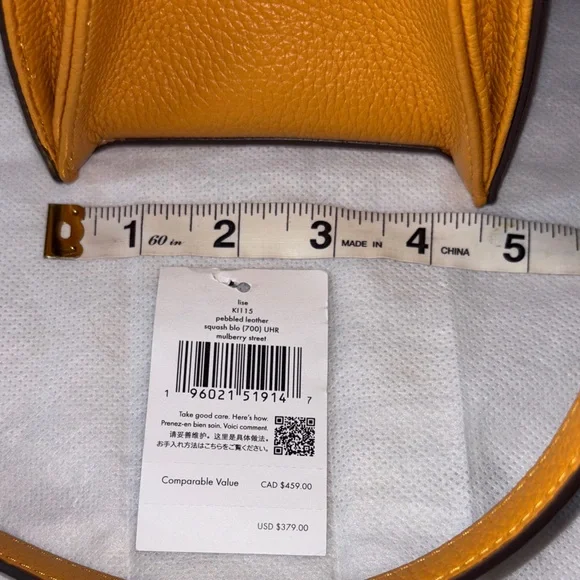 1 60 in 2 3 MADE IN 4 CHINA 5
lise
K1115
pebbled leather
squash blo (700) UHR
mulberry street
1 96021 51914 7
Take good care. Here's how.
Prenez-en bien soin. Voici comment.
请妥善维护。这里是具体做法。
お手入れ方法はこちらをご覧ください。
Comparable Value CAD $459.00
USD $379.00